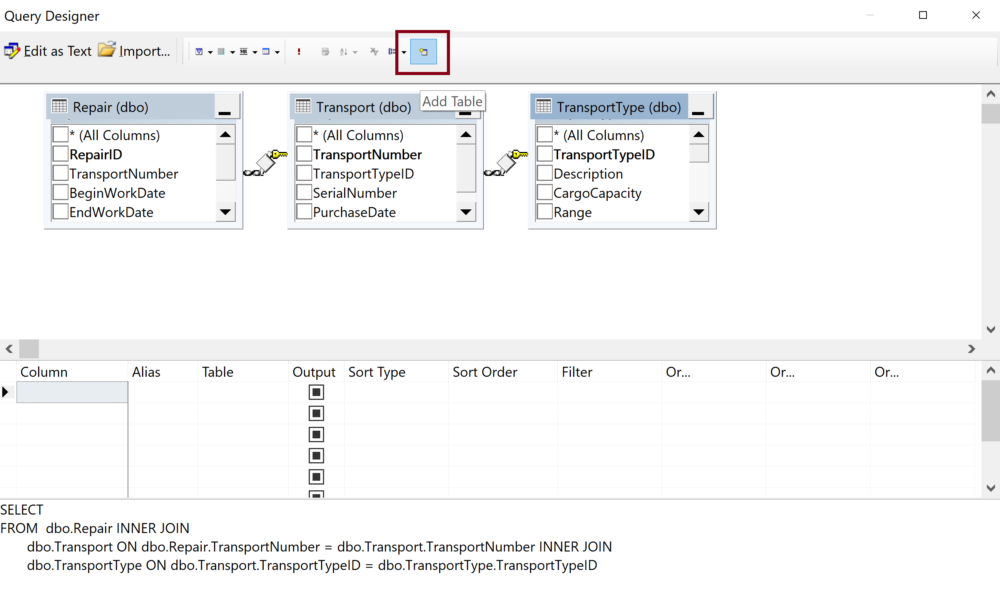 Query Designer
Edit as Text Import...
SQL
Add Table
Repair (dbo) Transport (dbo) TransportType (dbo)
* (All Columns) * (All Columns) * (All Columns)
RepairID TransportNumber TransportTypeID
TransportNumber TransportTypeID Description
BeginWorkDate SerialNumber CargoCapacity
EndWorkDate PurchaseDate Range
Column Alias Table Output Sort Type Sort Order Filter Or... Or... Or...
SELECT
FROM dbo.Repair INNER JOIN
dbo.Transport ON dbo.Repair.TransportNumber = dbo.Transport.TransportNumber INNER JOIN
dbo.TransportType ON dbo.Transport.TransportTypeID = dbo.TransportType.TransportTypeID